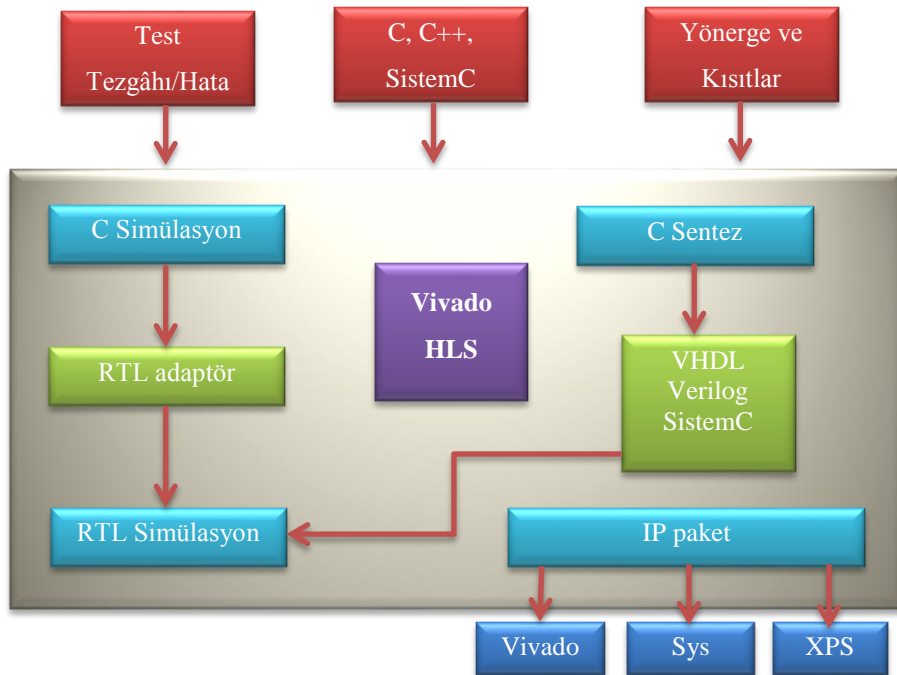 Test
Tezgâhı/Hata
C, C++,
SistemC
Yönerge ve
Kısıtlar
C Simülasyon
C Sentez
Vivado
HLS
RTL adaptör
VHDL
Verilog
SistemC
RTL Simülasyon
IP paket
Vivado
Sys
XPS